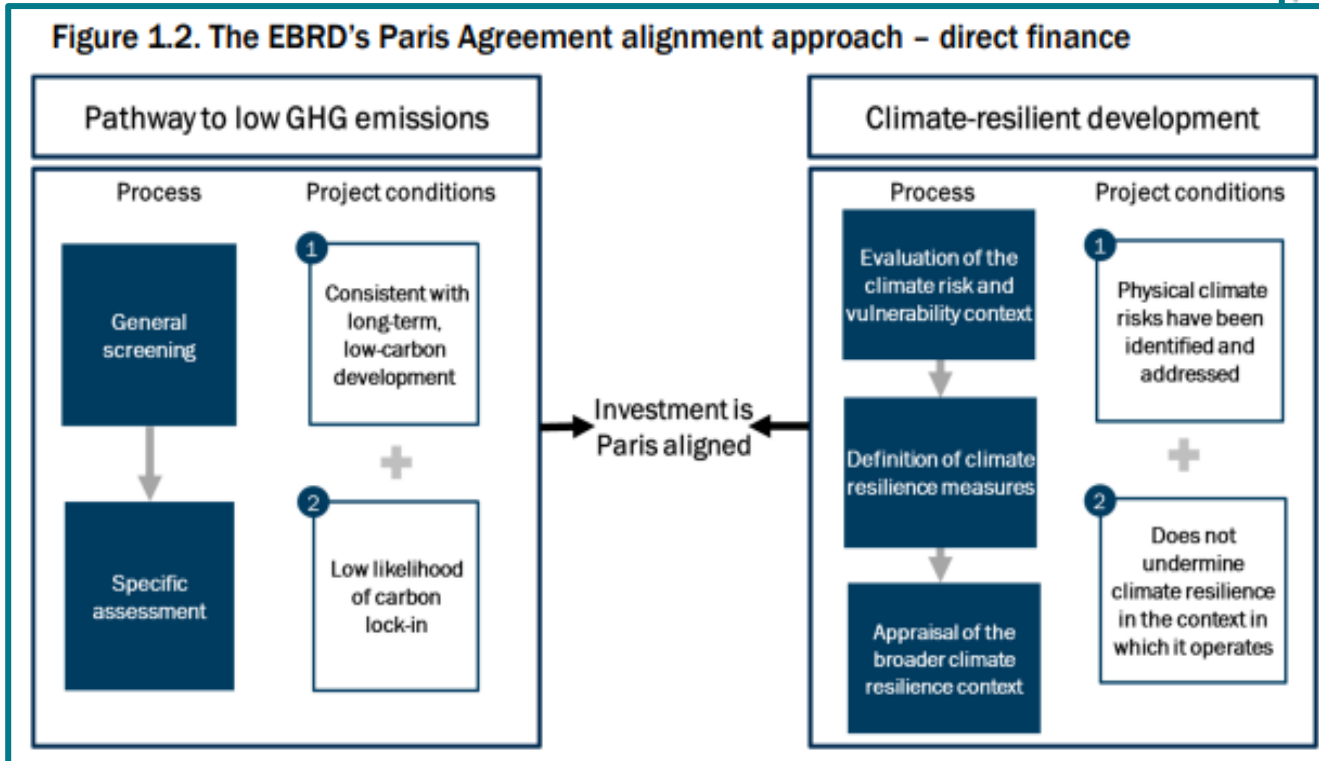 Figure 1.2. The EBRD's Paris Agreement alignment approach – direct finance
Pathway to low GHG emissions
Process
Project conditions
General
screening
Specific
assessment
1
Consistent with
long-term,
low-carbon
development
2
Low likelihood
of carbon
lock-in
Investment is
Paris aligned
Climate-resilient development
Process
Project conditions
Evaluation of the
climate risk and
vulnerability context
Definition of climate
resilience measures
Appraisal of the
broader climate
resilience context
1
Physical climate
risks have been
identified and
addressed
2
Does not
undermine
climate resilience
in the context in
which it operates